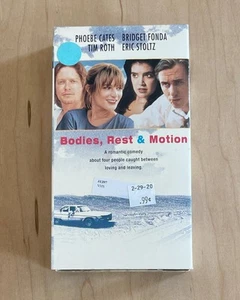 PHOEBE CATES BRIDGET FONDA
TIM ROTH ERIC STOLTZ
Bodies, Rest & Motion
A romantic comedy
about four people caught between
loving and leaving.
2-29-20
.99¢